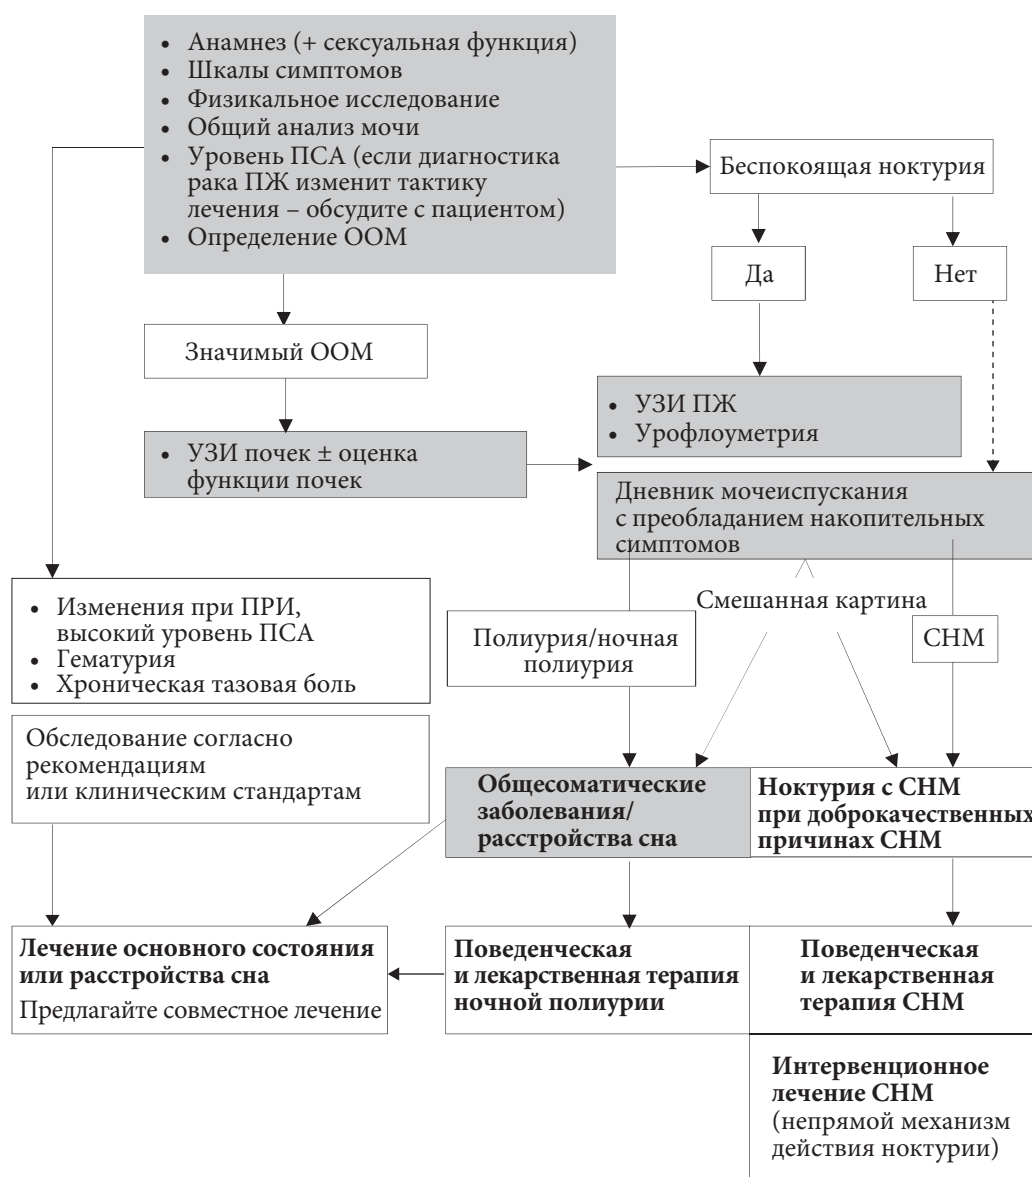 • Анамнез (+ сексуальная функция)
• Шкалы симптомов
• Физикальное исследование
• Общий анализ мочи
• Уровень ПСА (если диагностика
рака ПЖ изменит тактику
лечения – обсудите с пациентом)
• Определение ООМ
Беспокоящая ноктурия
Да
Нет
Значимый ООМ
• УЗИ ПЖ
• Урофлоуметрия
• УЗИ почек ± оценка
функции почек
Дневник мочеиспускания
с преобладанием накопительных
симптомов
• Изменения при ПРИ,
высокий уровень ПСА
• Гематурия
• Хроническая тазовая боль
Смешанная картина
Полиурия/ночная
полиурия
СНМ
Обследование согласно
рекомендациям
или клиническим стандартам
Общесоматические
заболевания/
расстройства сна
Ноктурия с СНМ
при доброкачественных
причинах СНМ
Лечение основного состояния
или расстройства сна
Предлагайте совместное лечение
Поведенческая
и лекарственная терапия
ночной полиурии
Поведенческая
и лекарственная
терапия СНМ
Интервенционное
лечение СНМ
(непрямой механизм
действия ноктурии)